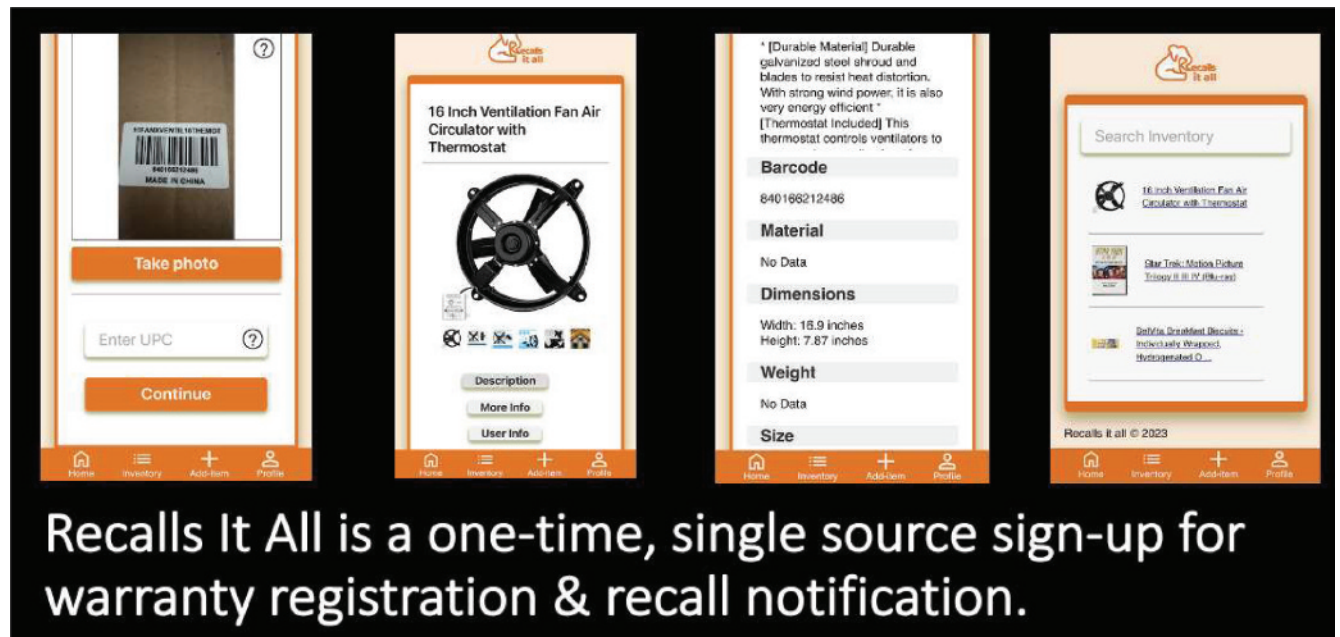 ?
840166212486
MADE IN CHINA
Take photo
Enter UPC
?
Continue
Home
Inventory
Add-Item
Profile
Recalls
it all
16 Inch Ventilation Fan Air
Circulator with
Thermostat
Description
More Info
User Info
Home
Inventory
Add-Item
Profile
* [Durable Material] Durable
galvanized steel shroud and
blades to resist heat distortion.
With strong wind power, it is also
very energy efficient *
[Thermostat Included] This
thermostat controls ventilators to
Barcode
840166212486
Material
No Data
Dimensions
Width: 16.9 inches
Height: 7.87 inches
Weight
No Data
Size
Home
Inventory
Add-Item
Profile
Recalls
it all
Search Inventory
16 Inch Ventilation Fan Air
Circulator with Thermostat
Star Trek: Motion Picture
Trilogy II III IV (Blu-ray)
BelVita Breakfast Biscuits -
Individually Wrapped,
Hydrogenated O ...
Recalls it all © 2023
Home
Inventory
Add-item
Profile
Recalls It All is a one-time, single source sign-up for
warranty registration & recall notification.